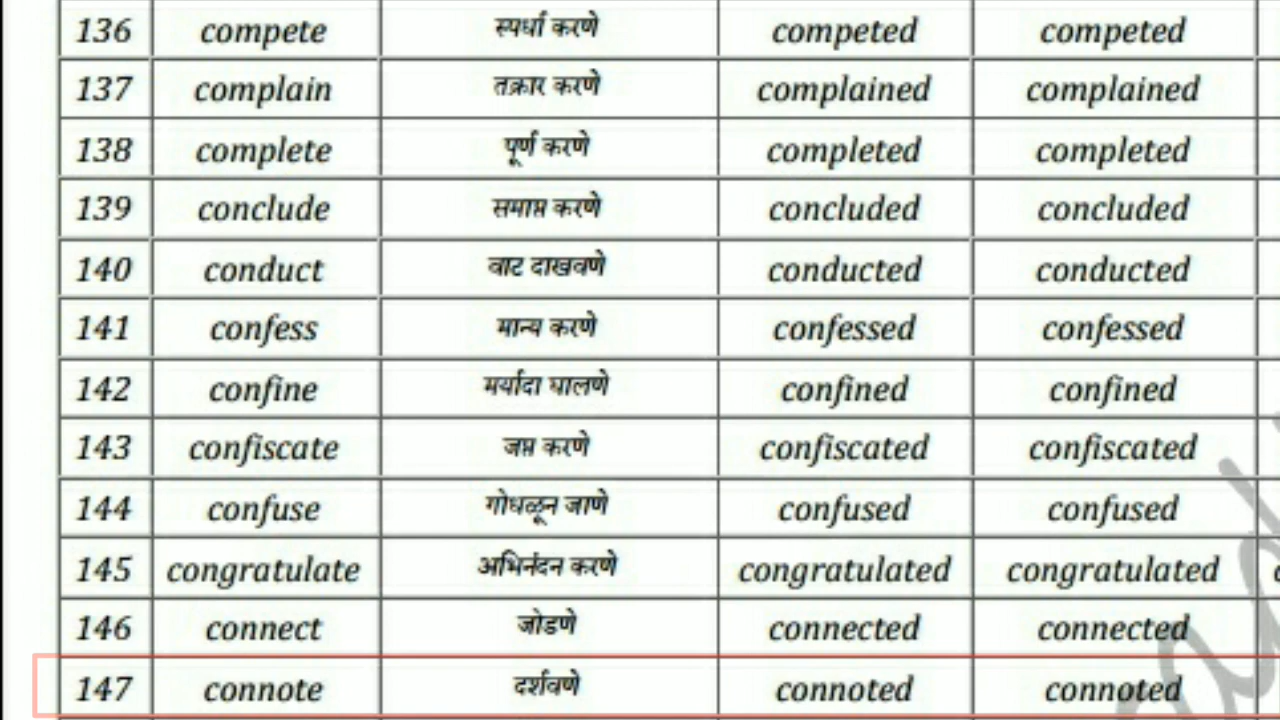 136 compete स्पर्धा करणे competed competed
137 complain तक्रार करणे complained complained
138 complete पूर्ण करणे completed completed
139 conclude समाप्त करणे concluded concluded
140 conduct वाट दाखवणे conducted conducted
141 confess मान्य करणे confessed confessed
142 confine मर्यादा घालणे confined confined
143 confiscate जप्त करणे confiscated confiscated
144 confuse गोधळून जाणे confused confused
145 congratulate अभिनंदन करणे congratulated congratulated
146 connect जोडणे connected connected
147 connote दर्शवणे connoted connoted